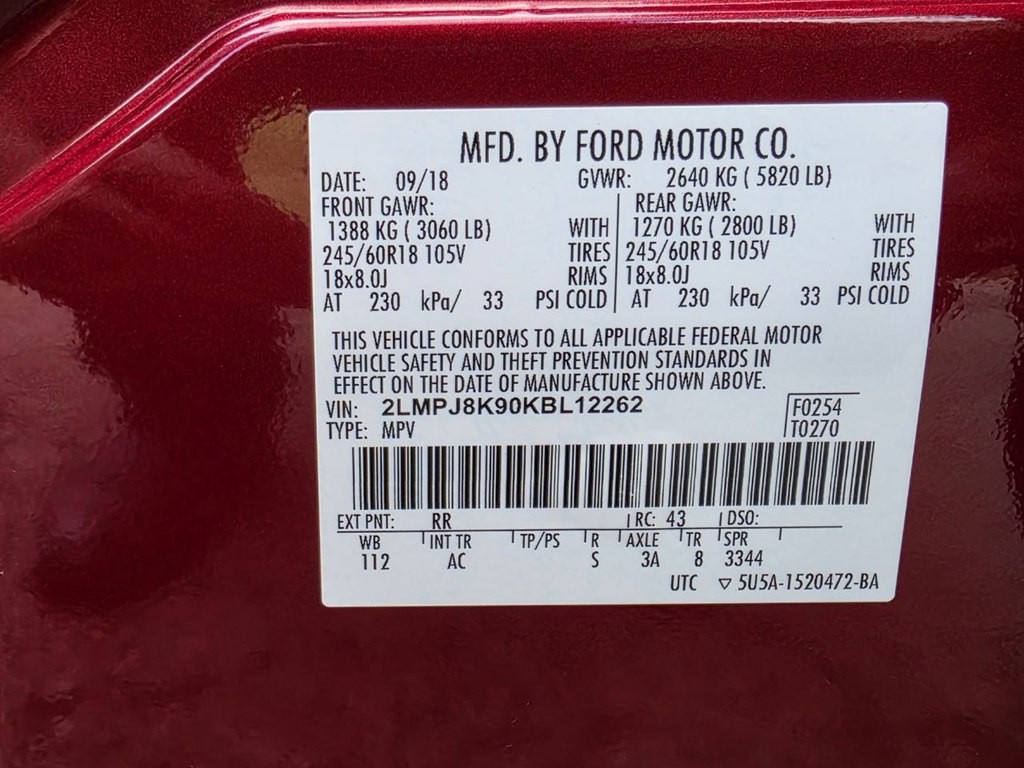 MFD. BY FORD MOTOR CO.
DATE: 09/18 GVWR: 2640 KG ( 5820 LB)
FRONT GAWR: REAR GAWR:
1388 KG ( 3060 LB) WITH 1270 KG ( 2800 LB) WITH
245/60R18 105V TIRES 245/60R18 105V TIRES
18x8.0J RIMS 18x8.0J RIMS
AT 230 kPa/ 33 PSI COLD AT 230 kPa/ 33 PSI COLD
THIS VEHICLE CONFORMS TO ALL APPLICABLE FEDERAL MOTOR
VEHICLE SAFETY AND THEFT PREVENTION STANDARDS IN
EFFECT ON THE DATE OF MANUFACTURE SHOWN ABOVE.
VIN: 2LMPJ8K90KBL12262 F0254
TYPE: MPV T0270
EXT PNT: RR RC: 43 DSO:
WB INT TR TP/PS R AXLE TR SPR
112 AC S 3A 8 3344
UTC ▽ 5U5A-1520472-BA